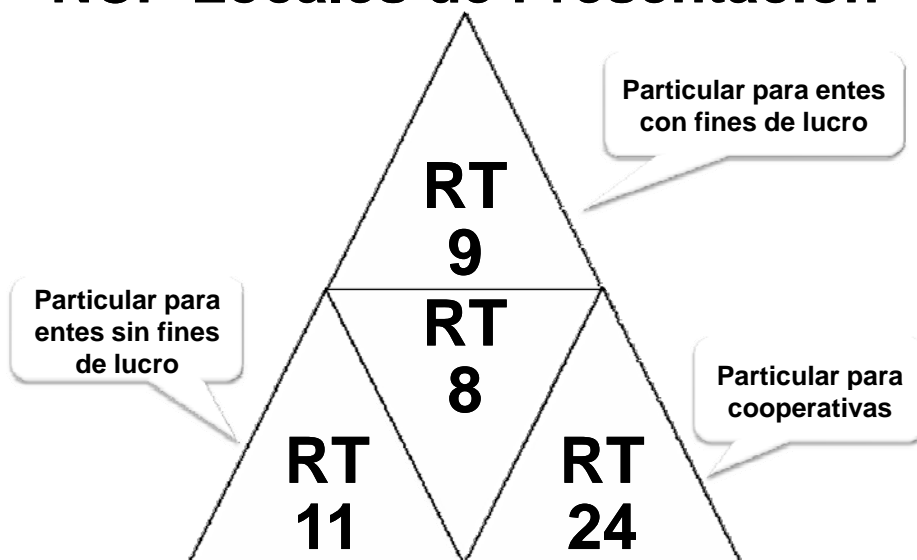 NCP Locales de Presentación
Particular para entes
con fines de lucro
RT
9
Particular para
entes sin fines
de lucro
RT
8
Particular para
cooperativas
RT
11
RT
24